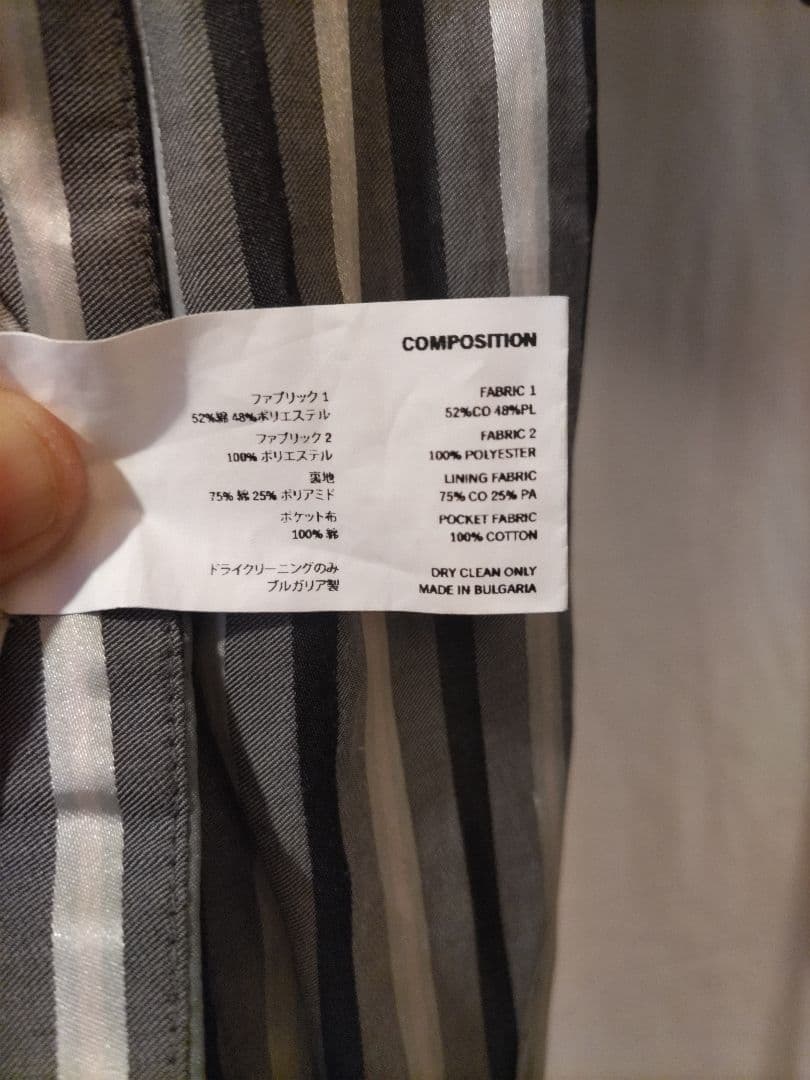 COMPOSITION
ファブリック 1
52%綿 48%ポリエステル
ファブリック 2
100% ポリエステル
裏地
75% 綿 25% ポリアミド
ポケット布
100% 綿
ドライクリーニングのみ
ブルガリア製
FABRIC 1
52%CO 48%PL
FABRIC 2
100% POLYESTER
LINING FABRIC
75% CO 25% PA
POCKET FABRIC
100% COTTON
DRY CLEAN ONLY
MADE IN BULGARIA